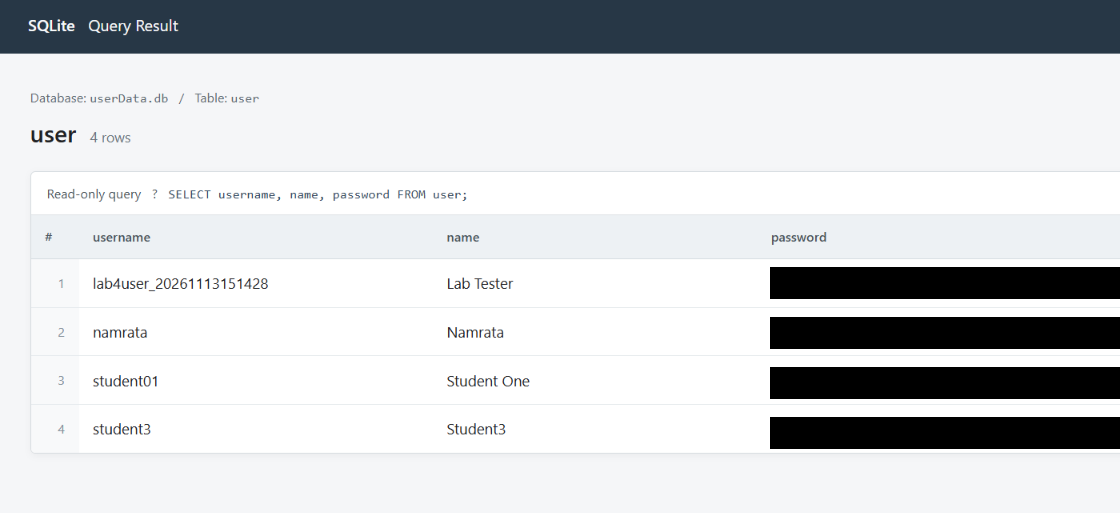 SQLite Query Result
Database: userData.db / Table: user
user 4 rows
Read-only query ? SELECT username, name, password FROM user;
# username name password
1 lab4user_20261113151428 Lab Tester
2 namrata Namrata
3 student01 Student One
4 student3 Student3